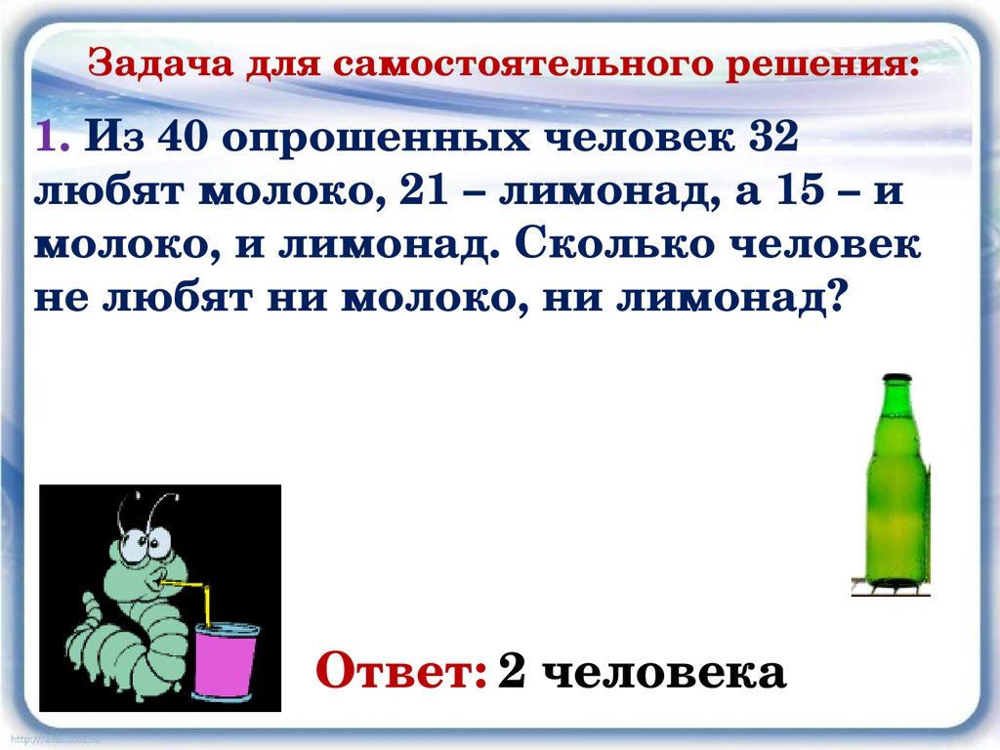 Задача для самостоятельного решения:
1. Из 40 опрошенных человек 32
любят молоко, 21 – лимонад, а 15 – и
молоко, и лимонад. Сколько человек
не любят ни молоко, ни лимонад?
Ответ: 2 человека